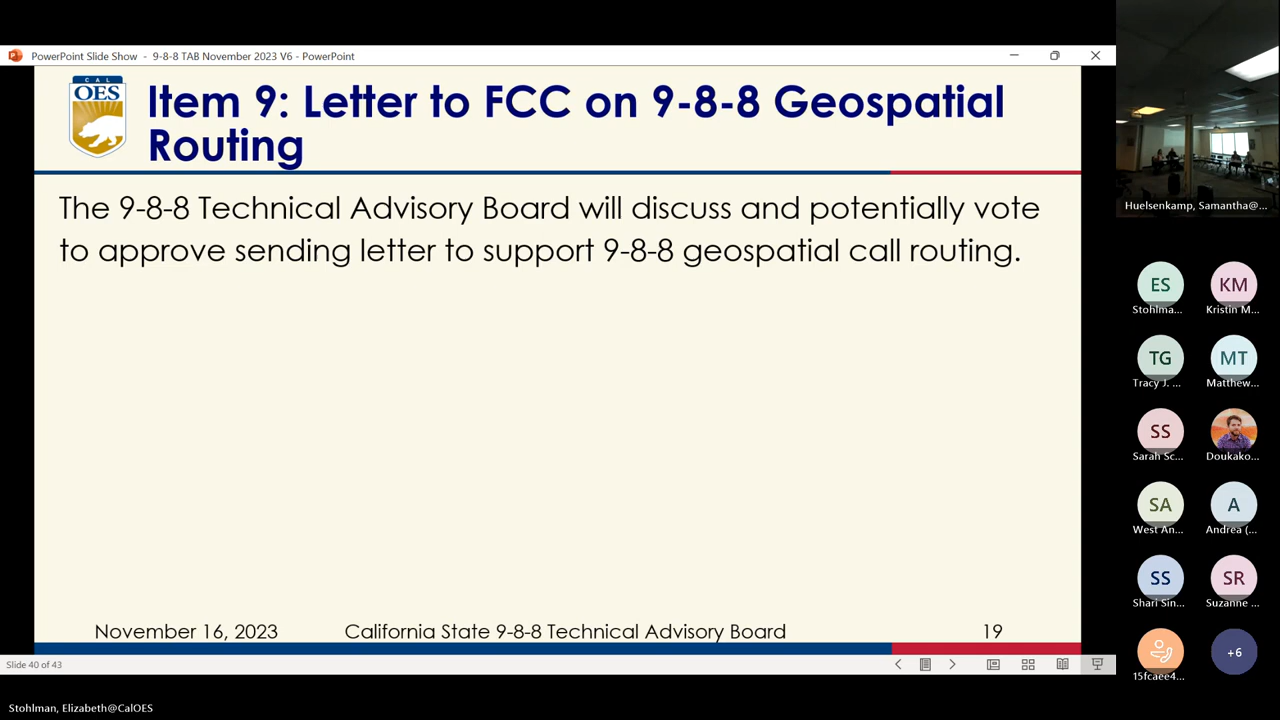 PowerPoint Slide Show - 9-8-8 TAB November 2023 V6 - PowerPoint
CAL
OES
Item 9: Letter to FCC on 9-8-8 Geospatial
Routing
The 9-8-8 Technical Advisory Board will discuss and potentially vote
to approve sending letter to support 9-8-8 geospatial call routing.
November 16, 2023 California State 9-8-8 Technical Advisory Board 19
Slide 40 of 43
Stohlman, Elizabeth@CalOES
Huelsenkamp, Samantha@...
ES KM
Stohlma... Kristin M...
TG MT
Tracy J. ... Matthew...
SS
Sarah Sc... Doukako...
SA A
West An... Andrea (...
SS SR
Shari Sin... Suzanne ...
+6
15fcaee4...